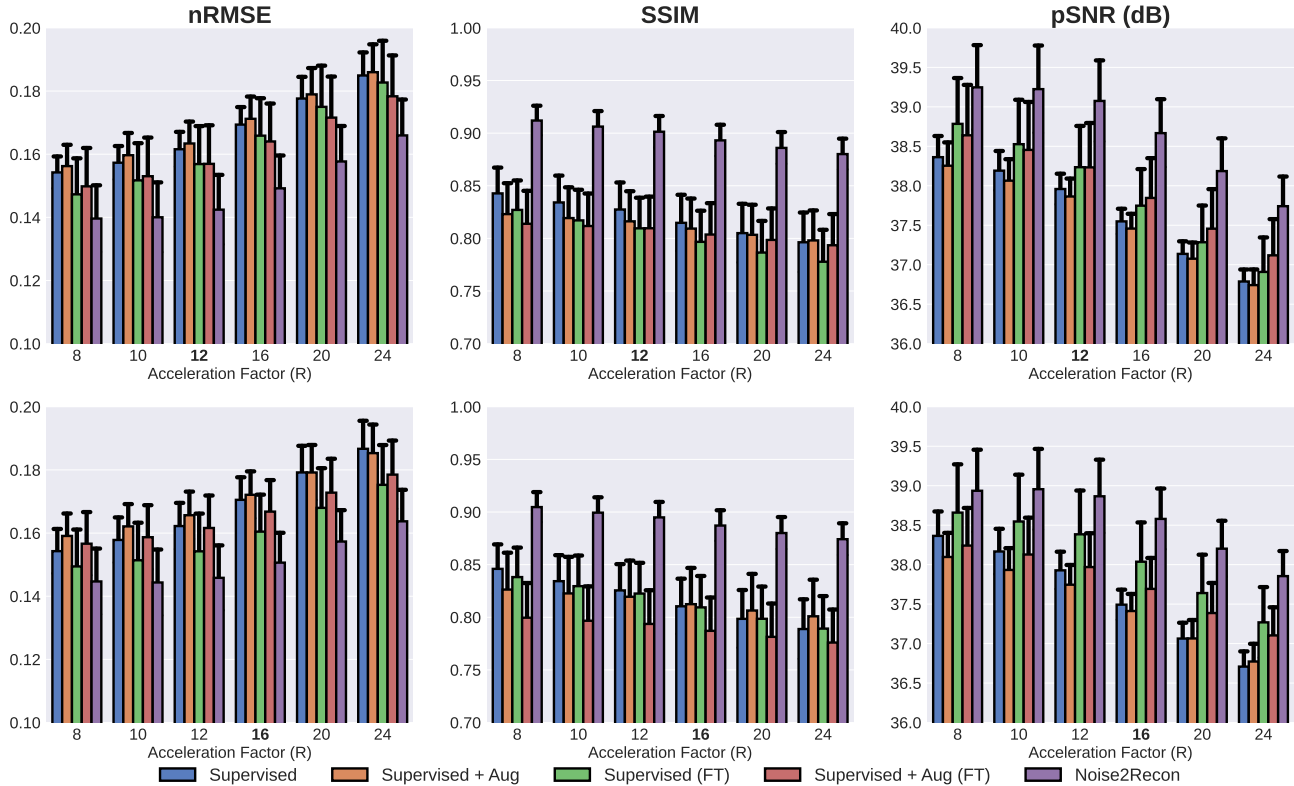 nRMSE SSIM pSNR (dB)
0.20 1.00 40.0
39.5
0.18 0.95 39.0
0.90 38.5
0.16
0.85 38.0
0.14 0.80 37.5
37.0
0.12 0.75 36.5
0.10 0.70 36.0
8 10 12 16 20 24 8 10 12 16 20 24 8 10 12 16 20 24
Acceleration Factor (R) Acceleration Factor (R) Acceleration Factor (R)
0.20 1.00 40.0
39.5
0.18 0.95 39.0
0.90 38.5
0.16
0.85 38.0
0.14 0.80 37.5
37.0
0.12 0.75 36.5
0.10 0.70 36.0
8 10 12 16 20 24 8 10 12 16 20 24 8 10 12 16 20 24
Acceleration Factor (R) Acceleration Factor (R) Acceleration Factor (R)
Supervised Supervised + Aug Supervised (FT) Supervised + Aug (FT) Noise2Recon